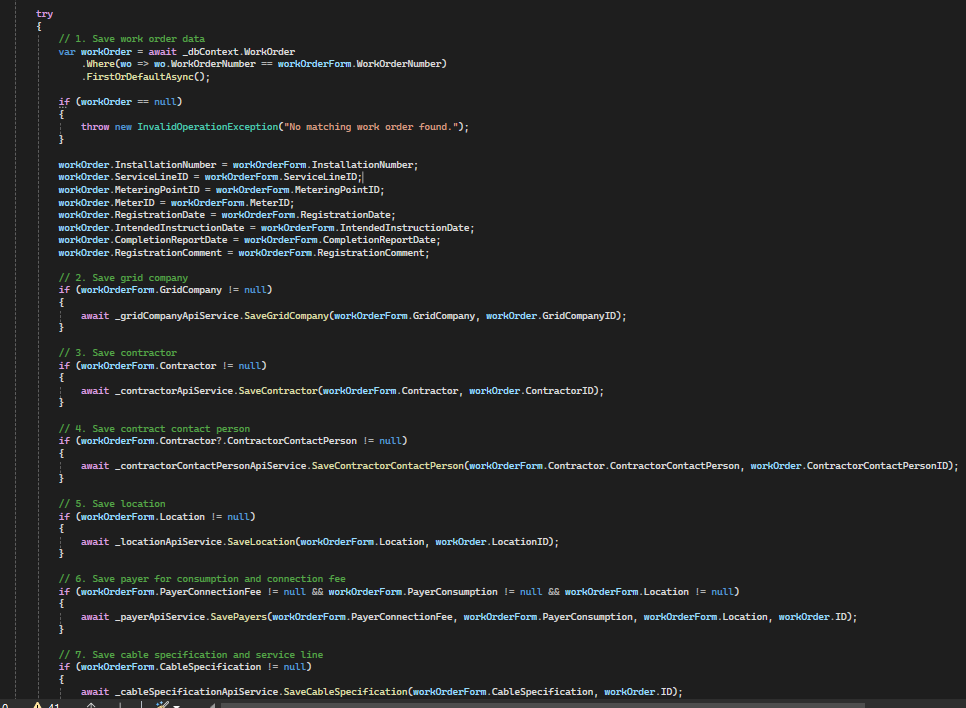 try
{
// 1. Save work order data
var workOrder = await _dbContext.WorkOrder
.Where(wo => wo.WorkOrderNumber == workOrderForm.WorkOrderNumber)
.FirstOrDefaultAsync();
if (workOrder == null)
{
throw new InvalidOperationException("No matching work order found.");
}
workOrder.InstallationNumber = workOrderForm.InstallationNumber;
workOrder.ServiceLineID = workOrderForm.ServiceLineID;
workOrder.MeteringPointID = workOrderForm.MeteringPointID;
workOrder.MeterID = workOrderForm.MeterID;
workOrder.RegistrationDate = workOrderForm.RegistrationDate;
workOrder.IntendedInstructionDate = workOrderForm.IntendedInstructionDate;
workOrder.CompletionReportDate = workOrderForm.CompletionReportDate;
workOrder.RegistrationComment = workOrderForm.RegistrationComment;
// 2. Save grid company
if (workOrderForm.GridCompany != null)
{
await _gridCompanyApiService.SaveGridCompany(workOrderForm.GridCompany, workOrder.GridCompanyID);
}
// 3. Save contractor
if (workOrderForm.Contractor != null)
{
await _contractorApiService.SaveContractor(workOrderForm.Contractor, workOrder.ContractorID);
}
// 4. Save contract contact person
if (workOrderForm.Contractor?.ContractorContactPerson != null)
{
await _contractorContactPersonApiService.SaveContractorContactPerson(workOrderForm.Contractor.ContractorContactPerson, workOrder.ContractorContactPersonID);
}
// 5. Save location
if (workOrderForm.Location != null)
{
await _locationApiService.SaveLocation(workOrderForm.Location, workOrder.LocationID);
}
// 6. Save payer for consumption and connection fee
if (workOrderForm.PayerConnectionFee != null && workOrderForm.PayerConsumption != null && workOrderForm.Location != null)
{
await _payerApiService.SavePayers(workOrderForm.PayerConnectionFee, workOrderForm.PayerConsumption, workOrderForm.Location, workOrder.ID);
}
// 7. Save cable specification and service line
if (workOrderForm.CableSpecification != null)
{
await _cableSpecificationApiService.SaveCableSpecification(workOrderForm.CableSpecification, workOrder.ID);